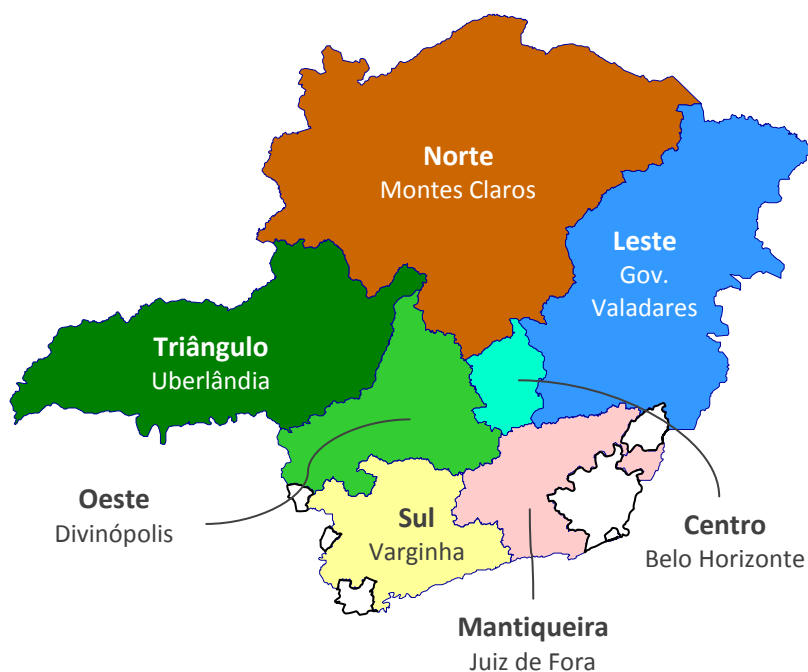 Norte
Montes Claros
Leste
Gov.
Valadares
Triângulo
Uberlândia
Oeste
Divinópolis
Sul
Varginha
Centro
Belo Horizonte
Mantiqueira
Juiz de Fora